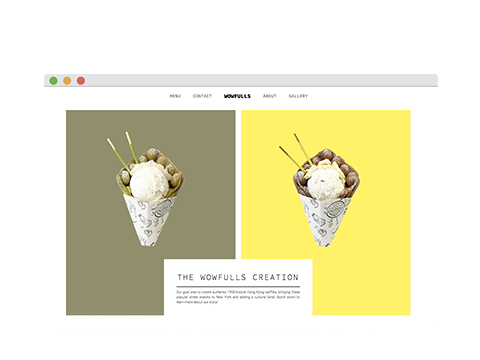 MENU CONTACT WOWFULLS ABOUT GALLERY
THE WOWFULLS CREATION
Our goal was to create authentic 1950's style Hong Kong waffles, bringing these
popular street snacks to New York and adding a cultural twist. Scroll down to
learn more about our story!